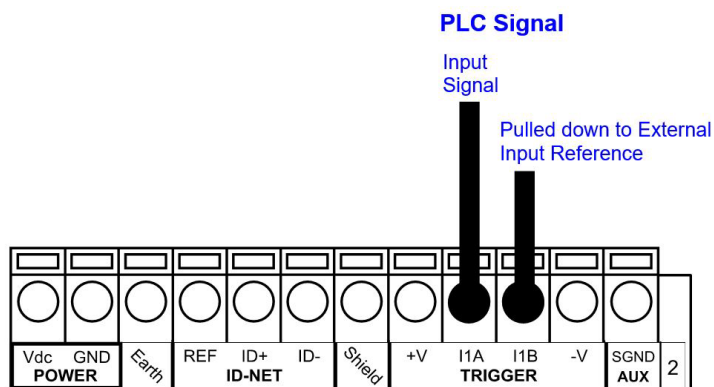 PLC Signal
Input
Signal
Pulled down to External
Input Reference
Vdc GND Earth REF ID+ ID- Shield +V I1A I1B -V SGND 2
POWER ID-NET TRIGGER AUX